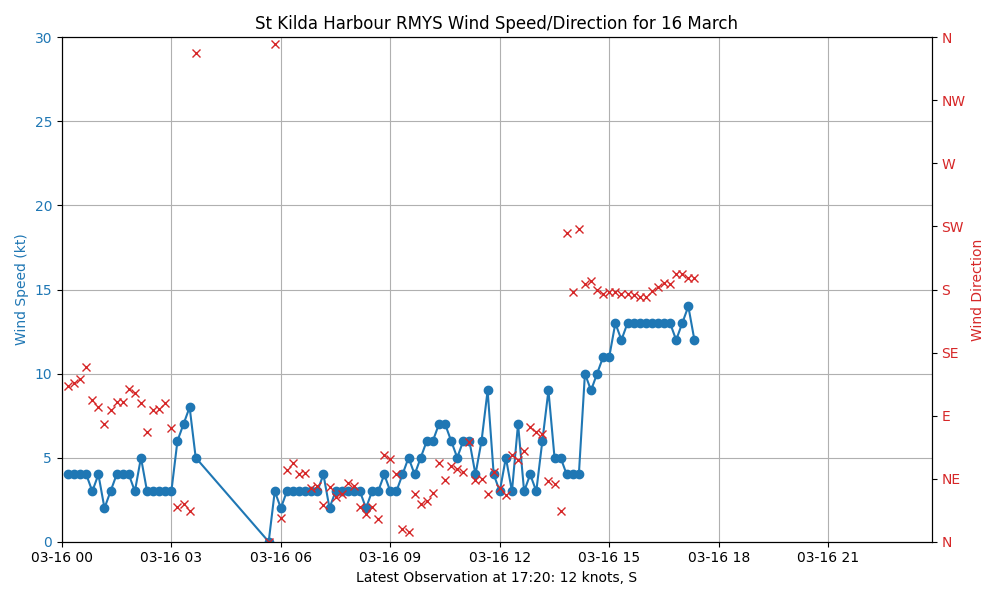 St Kilda Harbour RMYS Wind Speed/Direction for 16 March
Wind Speed (kt)
30
25
20
15
10
5
0
N
NW
W
SW
S
SE
E
NE
N
Wind Direction
03-16 00
03-16 03
03-16 06
03-16 09
03-16 12
03-16 15
03-16 18
03-16 21
Latest Observation at 17:20: 12 knots, S